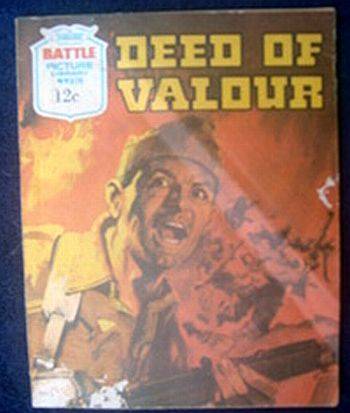 BATTLE
PICTURE
LIBRARY
12c
DEED OF
VALOUR